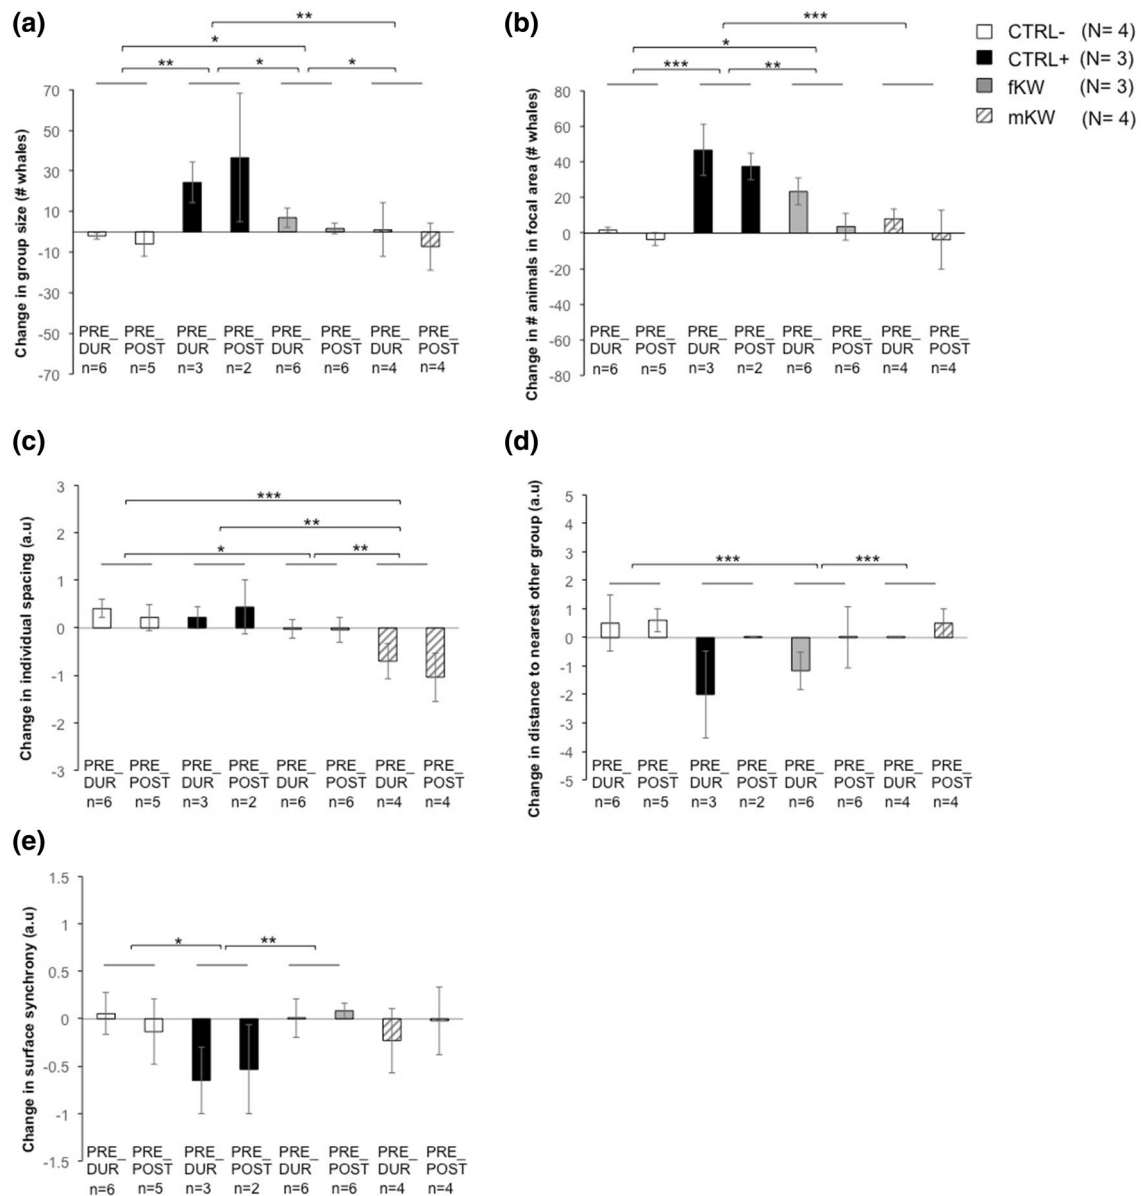 (a)
**
*
** * *
70
50
30
10
-10
-30
-50
-70
Change in group size (# whales)
PRE_ PRE_ PRE_ PRE_ PRE_ PRE_ PRE_ PRE_
DUR POST DUR POST DUR POST DUR POST
n=6 n=5 n=3 n=2 n=6 n=6 n=4 n=4
(b)
***
*
*** **
80
60
40
20
0
-20
-40
-60
-80
Change in # animals in focal area (# whales)
PRE_ PRE_ PRE_ PRE_ PRE_ PRE_ PRE_ PRE_
DUR POST DUR POST DUR POST DUR POST
n=6 n=5 n=3 n=2 n=6 n=6 n=4 n=4
CTRL- (N= 4)
CTRL+ (N= 3)
fKW (N= 3)
mKW (N= 4)
(c)
***
**
* **
3
2
1
0
-1
-2
-3
Change in individual spacing (a.u)
PRE_ PRE_ PRE_ PRE_ PRE_ PRE_ PRE_ PRE_
DUR POST DUR POST DUR POST DUR POST
n=6 n=5 n=3 n=2 n=6 n=6 n=4 n=4
(d)
*** ***
5
4
3
2
1
0
-1
-2
-3
-4
-5
Change in distance to nearest other group (a.u)
PRE_ PRE_ PRE_ PRE_ PRE_ PRE_ PRE_ PRE_
DUR POST DUR POST DUR POST DUR POST
n=6 n=5 n=3 n=2 n=6 n=6 n=4 n=4
(e)
* **
1.5
1
0.5
0
-0.5
-1
-1.5
Change in surface synchrony (a.u)
PRE_ PRE_ PRE_ PRE_ PRE_ PRE_ PRE_ PRE_
DUR POST DUR POST DUR POST DUR POST
n=6 n=5 n=3 n=2 n=6 n=6 n=4 n=4